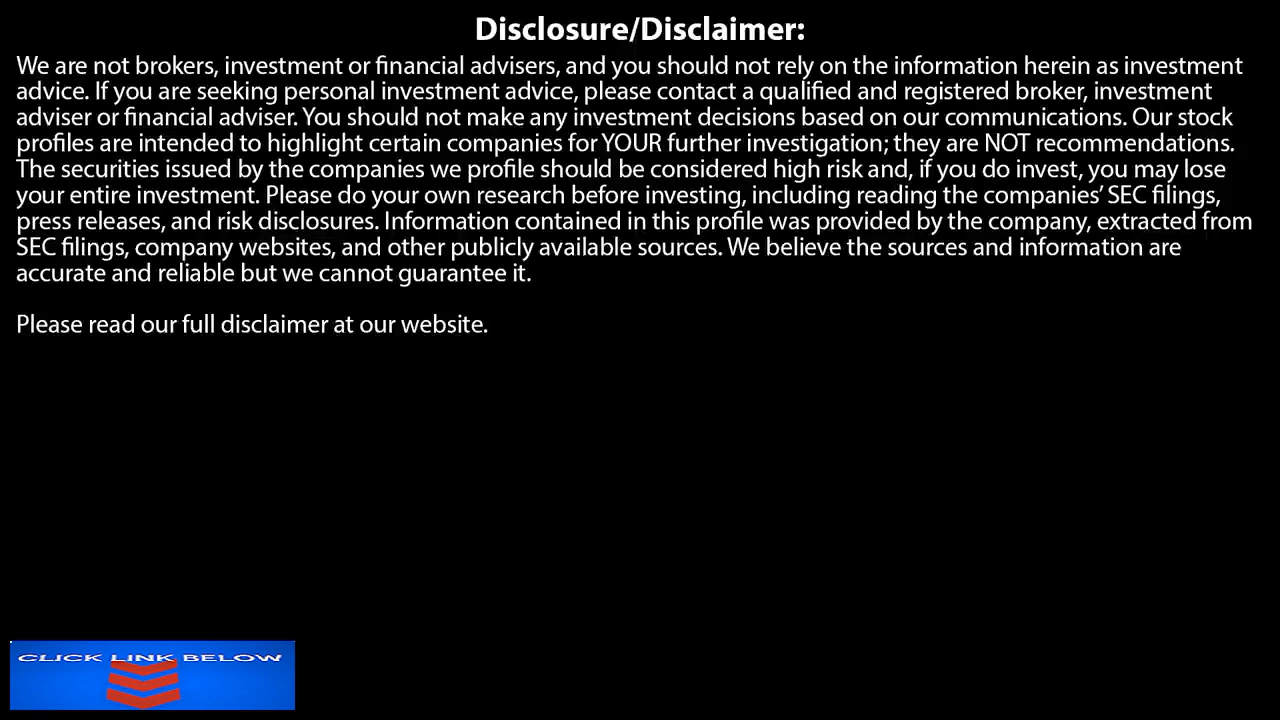 Disclosure/Disclaimer:
We are not brokers, investment or financial advisers, and you should not rely on the information herein as investment
advice. If you are seeking personal investment advice, please contact a qualified and registered broker, investment
adviser or financial adviser. You should not make any investment decisions based on our communications. Our stock
profiles are intended to highlight certain companies for YOUR further investigation; they are NOT recommendations.
The securities issued by the companies we profile should be considered high risk and, if you do invest, you may lose
your entire investment. Please do your own research before investing, including reading the companies’ SEC filings,
press releases, and risk disclosures. Information contained in this profile was provided by the company, extracted from
SEC filings, company websites, and other publicly available sources. We believe the sources and information are
accurate and reliable but we cannot guarantee it.
Please read our full disclaimer at our website.
CLICK LINK BELOW